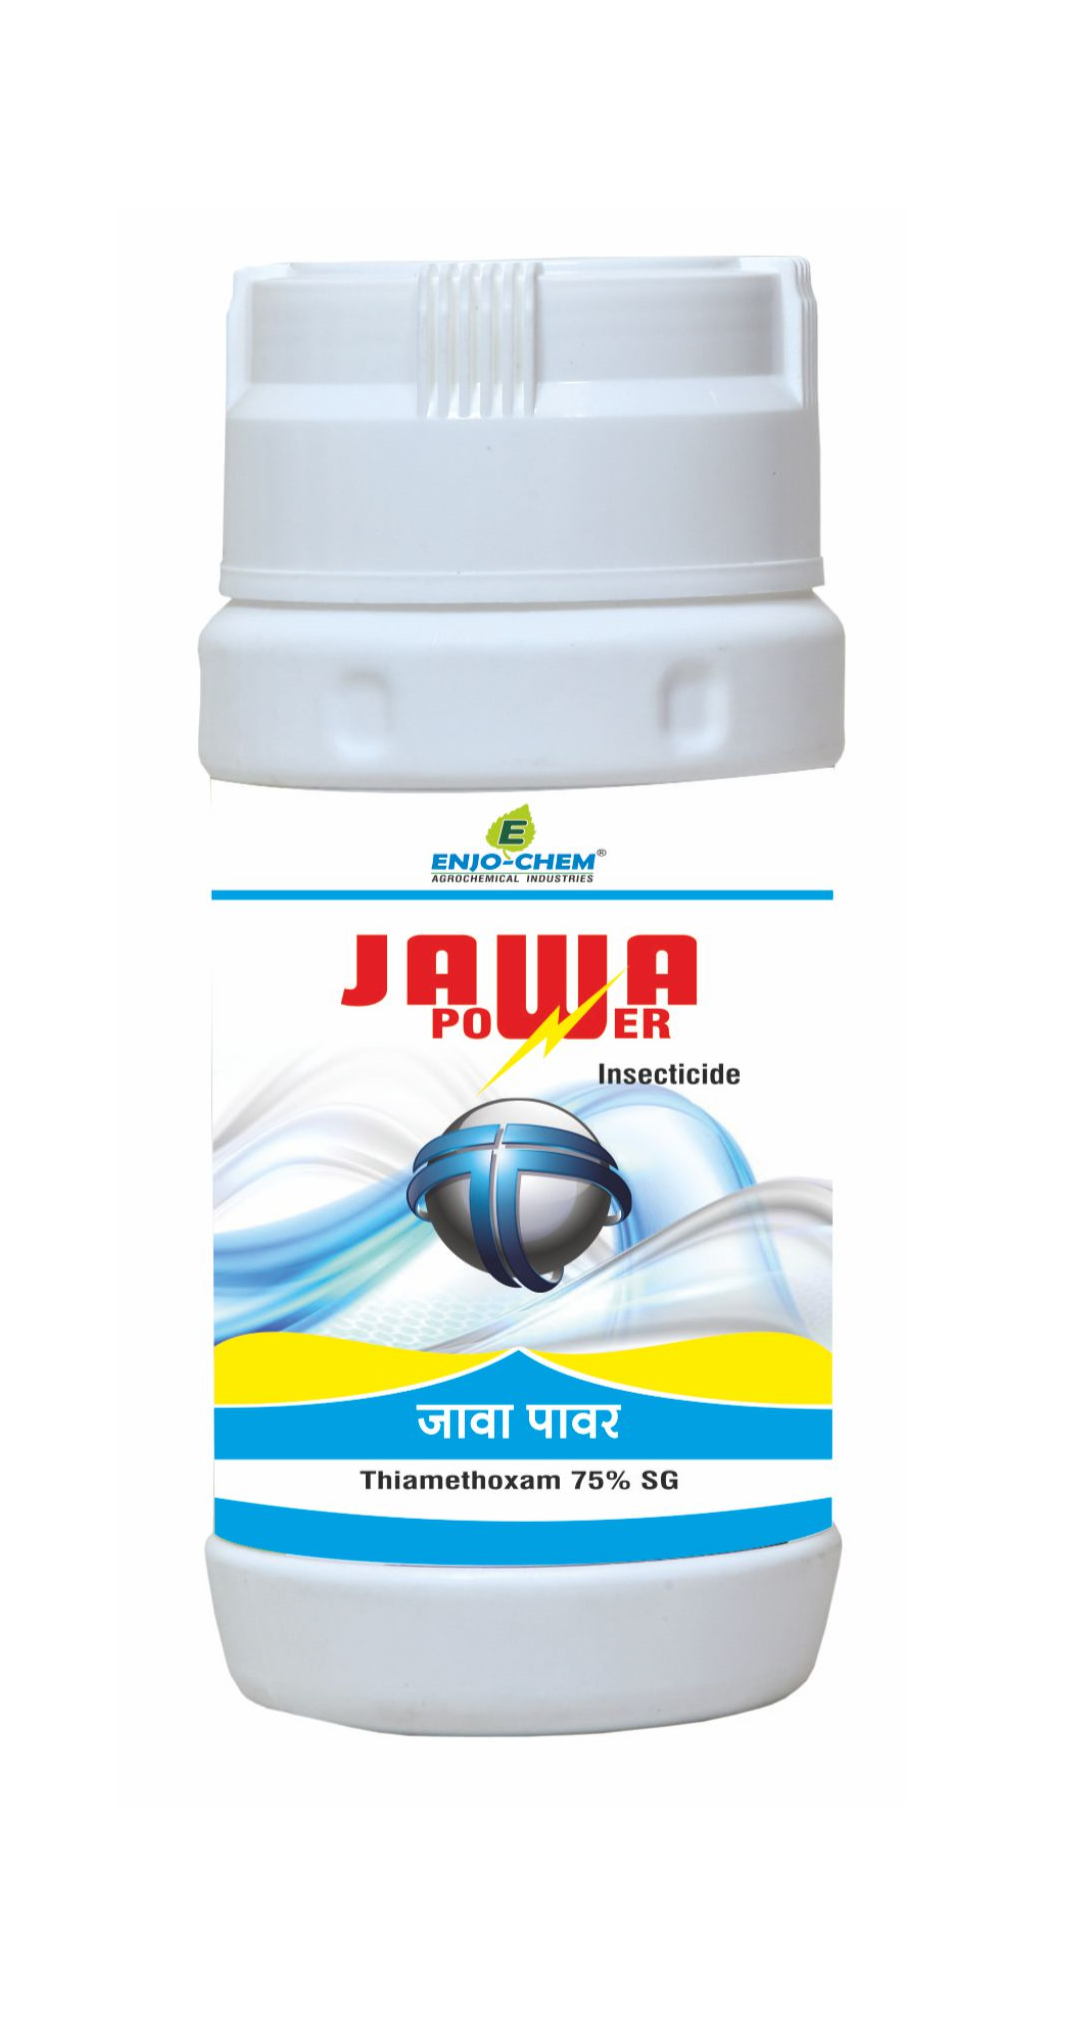 E
ENJO-CHEM®
AGROCHEMICAL INDUSTRIES
JAWA
POWER
Insecticide
जावा पावर
Thiamethoxam 75% SG